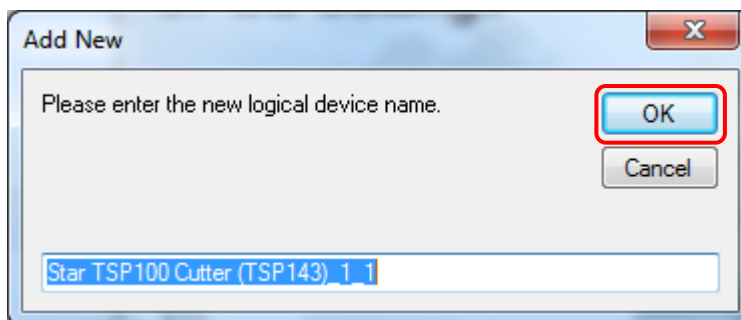 Add New
Please enter the new logical device name.
OK
Cancel
Star TSP100 Cutter (TSP143)_1_1